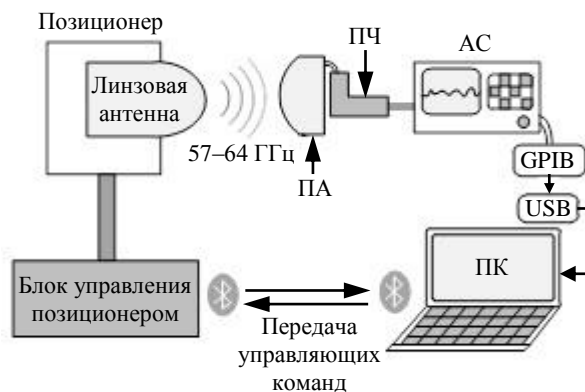 Позиционер
ПЧ
АС
Линзовая
антенна
57–64 ГГц
ПА
GPIB
USB
ПК
Блок управления
позиционером
Передача
управляющих
команд